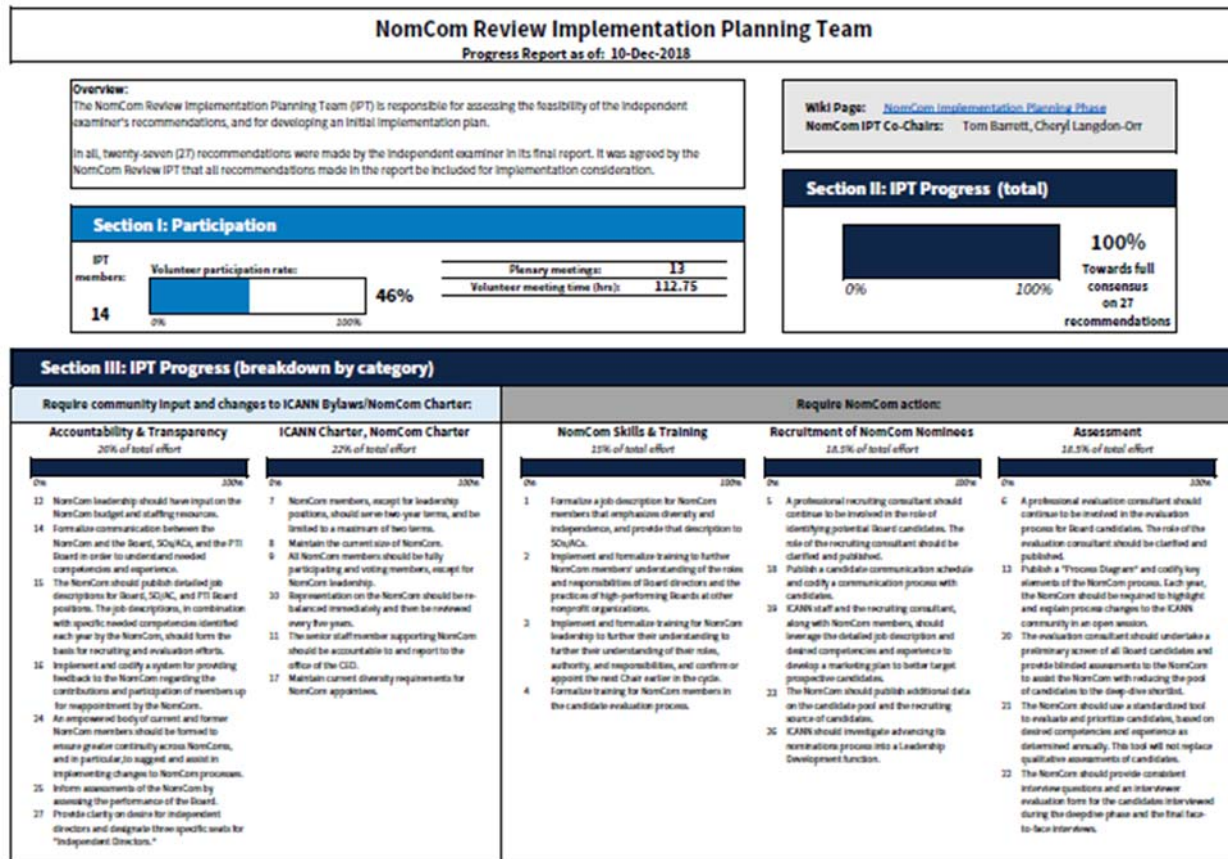 NomCom Review Implementation Planning Team
Progress Report as of: 10-Dec-2018
Overview:
The NomCom Review Implementation Planning Team (IPT) is responsible for assessing the feasibility of the independent
examiner's recommendations, and for developing an initial implementation plan.
In all, twenty-seven (27) recommendations were made by the independent examiner in its final report. It was agreed by the
NomCom Review IPT that all recommendations made in the report be included for implementation consideration.
Wiki Page: NomCom Implementation Planning Phase
NomCom IPT Co-Chairs: Tom Barrett, Cheryl Langdon-Orr
Section I: Participation
IPT
members:
14
Volunteer participation rate:
46%
0% 100%
Plenary meetings: 13
Volunteer meeting time (hrs): 112.75
Section II: IPT Progress (total)
0% 100%
100%
Towards full
consensus
on 27
recommendations
Section III: IPT Progress (breakdown by category)
Require community input and changes to ICANN Bylaws/NomCom Charter:
Require NomCom action:
Accountability & Transparency
26% of total effort
0% 100%
13 NomCom leadership should have input on the
NomCom budget and staffing resources.
14 Formalize communication between the
NomCom and the Board, SOs/ACs, and the PTI
Board in order to understand needed
competencies and experience.
15 The NomCom should publish detailed job
descriptions for Board, SO/AC, and PTI Board
positions. The job descriptions, in combination
with specific needed competencies identified
each year by the NomCom, should form the
basis for recruiting and evaluation efforts.
16 Implement and codify a system for providing
feedback to the NomCom regarding the
contributions and participation of members up
for reappointment by the NomCom.
24 An empowered body of current and former
NomCom members should be formed to
ensure greater continuity across NomComs,
and in particular, to suggest and assist in
implementing changes to NomCom processes.
25 Inform assessments of the NomCom by
assessing the performance of the Board.
27 Provide clarity on desire for independent
directors and designate three specific seats for
"Independent Directors."
ICANN Charter, NomCom Charter
22% of total effort
0% 100%
7 NomCom members, except for leadership
positions, should serve two-year terms, and be
limited to a maximum of two terms.
8 Maintain the current size of NomCom.
9 All NomCom members should be fully
participating and voting members, except for
NomCom leadership.
10 Representation on the NomCom should be re-
balanced immediately and then be reviewed
every five years.
11 The senior staff member supporting NomCom
should be accountable to and report to the
office of the CEO.
17 Maintain current diversity requirements for
NomCom appointees.
NomCom Skills & Training
15% of total effort
0% 100%
1 Formalize a job description for NomCom
members that emphasizes diversity and
independence, and provide that description to
SOs/ACs.
2 Implement and formalize training to further
NomCom members' understanding of the roles
and responsibilities of Board directors and the
practices of high-performing Boards at other
nonprofit organizations.
3 Implement and formalize training for NomCom
leadership to further their understanding to
further their understanding of their roles,
authority, and responsibilities, and confirm or
appoint the next Chair earlier in the cycle.
4 Formalize training for NomCom members in
the candidate evaluation process.
Recruitment of NomCom Nominees
18.5% of total effort
0% 100%
5 A professional recruiting consultant should
continue to be involved in the role of
identifying potential Board candidates. The
role of the recruiting consultant should be
clarified and published.
18 Publish a candidate communication schedule
and codify a communication process with
candidates.
19 ICANN staff and the recruiting consultant,
along with NomCom members, should
leverage the detailed job description and
desired competencies and experience to
develop a marketing plan to better target
prospective candidates.
The NomCom should publish additional data
on the candidate pool and the recruiting
source of candidates.
26 ICANN should investigate advancing its
nominations process into a Leadership
Development function.
Assessment
18.5% of total effort
0% 100%
6 A professional evaluation consultant should
continue to be involved in the evaluation
process for Board candidates. The role of the
evaluation consultant should be clarified and
published.
Publish a "Process Diagram" and codify key
elements of the NomCom process. Each year,
the NomCom should be required to highlight
and explain process changes to the ICANN
community in an open session.
20 The evaluation consultant should undertake a
preliminary screen of all Board candidates and
provide blinded assessments to the NomCom
to assist the NomCom with reducing the pool
of candidates to the deep-dive shortlist.
21 The NomCom should use a standardized tool
to evaluate and prioritize candidates, based on
desired competencies and experience as
determined annually. This tool will not replace
qualitative assessments of candidates.
22 The NomCom should provide consistent
interview questions and an interviewer
evaluation form for the candidates interviewed
during the deepdive phase and the final face-
to-face interviews.